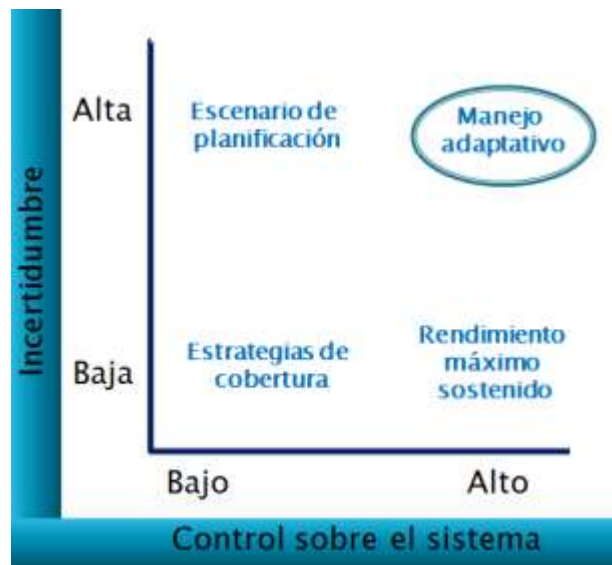 Incertidumbre
Alta
Escenario de
planificación
Manejo
adaptativo
Baja
Estrategias de
cobertura
Rendimiento
máximo
sostenido
Bajo
Alto
Control sobre el sistema